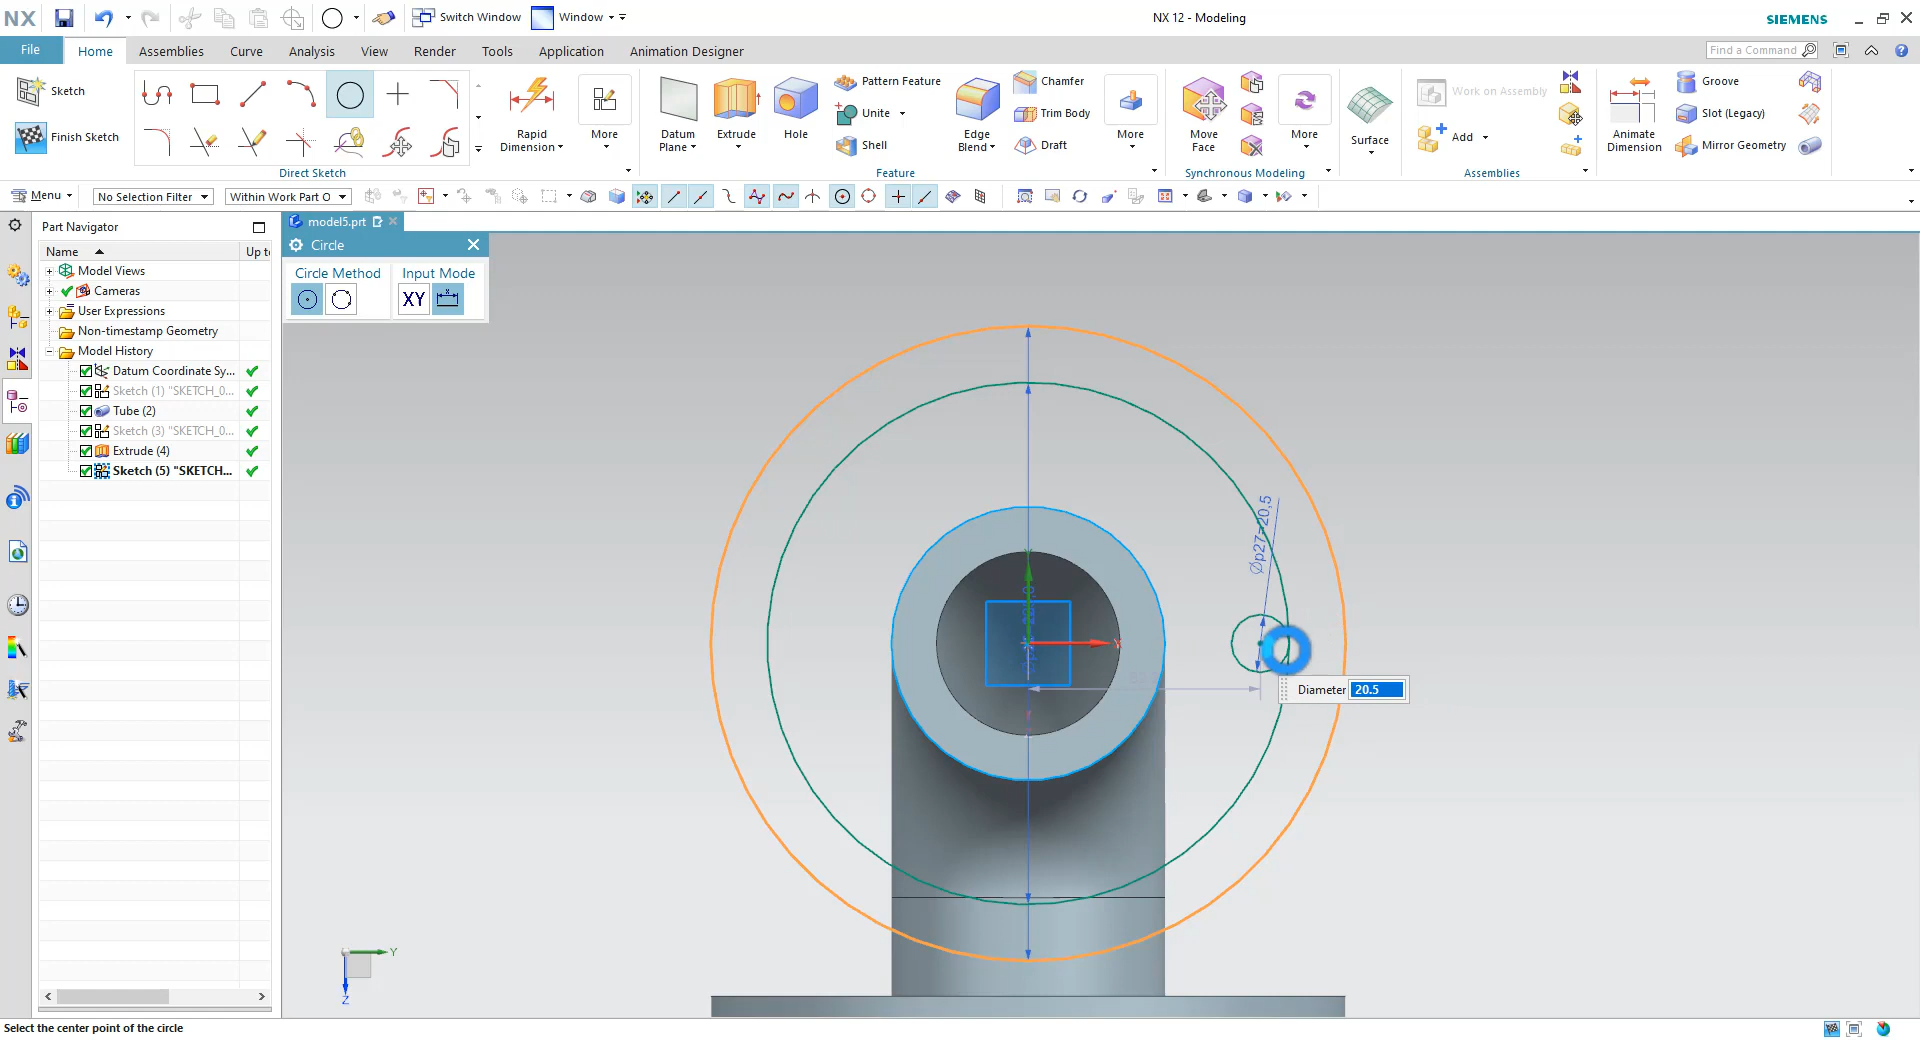 NX
Switch Window
Window
NX 12 - Modeling
SIEMENS
File
Home
Assemblies
Curve
Analysis
View
Render
Tools
Application
Animation Designer
Find a Command
Sketch
Finish Sketch
Rapid
Dimension
More
Direct Sketch
Datum
Plane
Extrude
Hole
Pattern Feature
Unite
Shell
Edge
Blend
Chamfer
Trim Body
Draft
More
Feature
Move
Face
More
Synchronous Modeling
Surface
Work on Assembly
Add
Assemblies
Animate
Dimension
Groove
Slot (Legacy)
Mirror Geometry
Menu
No Selection Filter
Within Work Part O
Part Navigator
Name
Up to
Model Views
Cameras
User Expressions
Non-timestamp Geometry
Model History
Datum Coordinate Sy...
Sketch (1) "SKETCH_0...
Tube (2)
Sketch (3) "SKETCH_0...
Extrude (4)
Sketch (5) "SKETCH...
model5.prt
Circle
Circle Method
Input Mode
XY
Øp27=20,5
Diameter
20.5
Y
Z
Select the center point of the circle